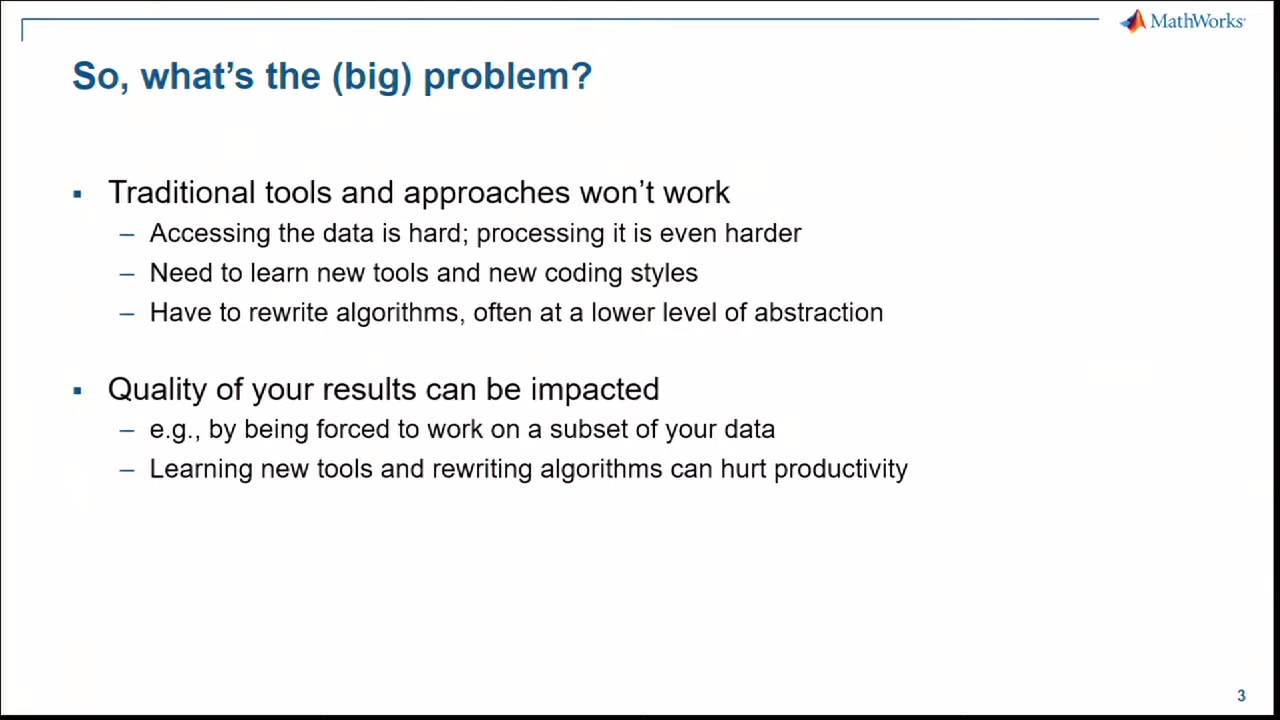 MathWorks
So, what's the (big) problem?
▪ Traditional tools and approaches won't work
– Accessing the data is hard; processing it is even harder
– Need to learn new tools and new coding styles
– Have to rewrite algorithms, often at a lower level of abstraction
▪ Quality of your results can be impacted
– e.g., by being forced to work on a subset of your data
– Learning new tools and rewriting algorithms can hurt productivity
3